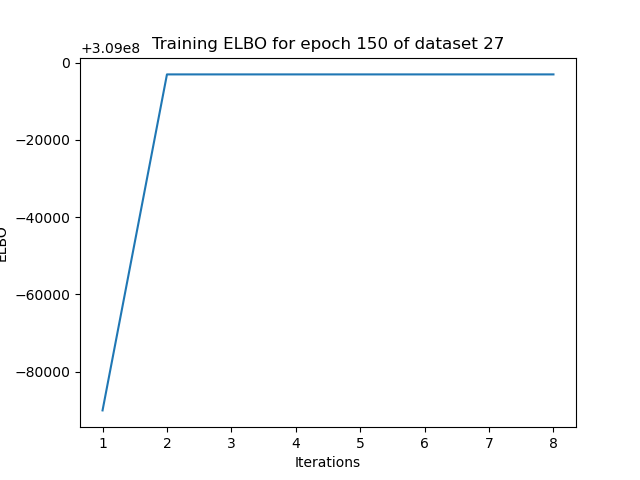 Training ELBO for epoch 150 of dataset 27
+3.09e8
0
−20000
−40000
−60000
−80000
ELBO
1 2 3 4 5 6 7 8
Iterations